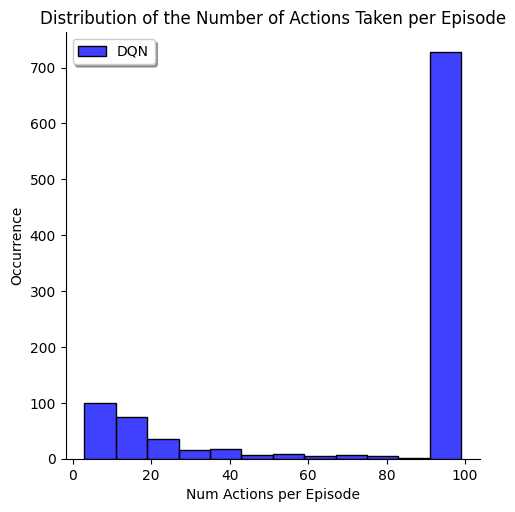 Distribution of the Number of Actions Taken per Episode
DQN
Occurrence
700
600
500
400
300
200
100
0
0 20 40 60 80 100
Num Actions per Episode